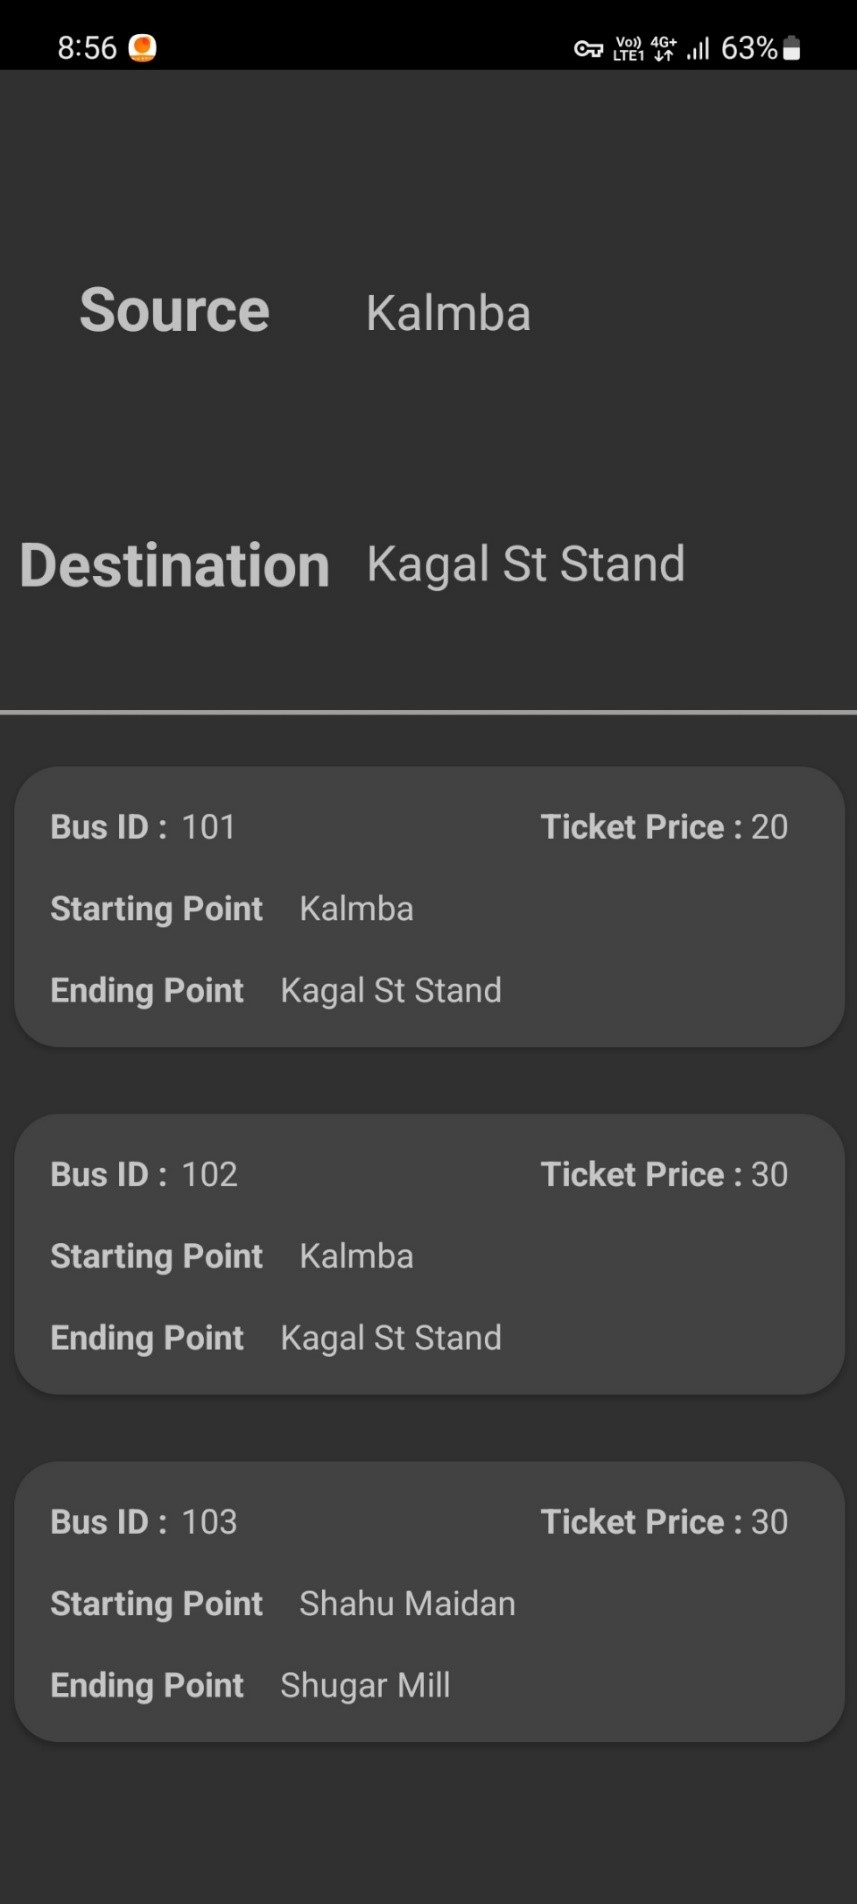 8:56 Vo)) LTE1 4G+ 63%
Source Kalmba
Destination Kagal St Stand
Bus ID : 101 Ticket Price : 20
Starting Point Kalmba
Ending Point Kagal St Stand
Bus ID : 102 Ticket Price : 30
Starting Point Kalmba
Ending Point Kagal St Stand
Bus ID : 103 Ticket Price : 30
Starting Point Shahu Maidan
Ending Point Shugar Mill